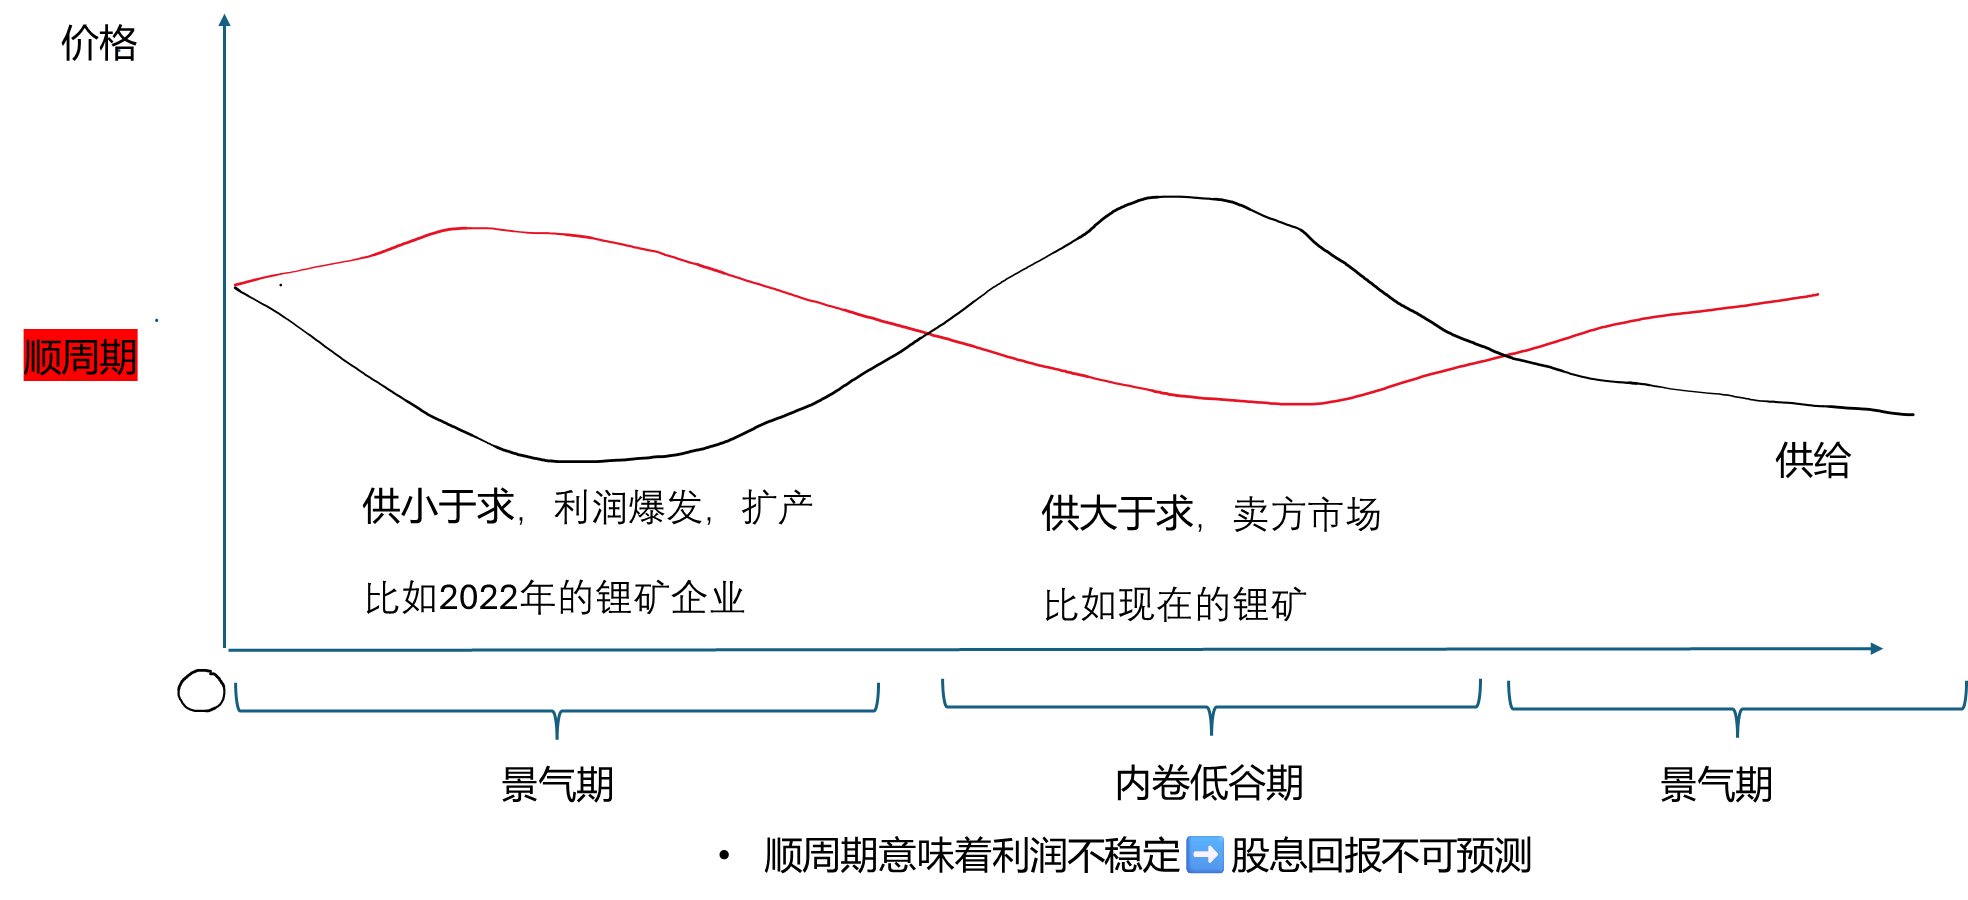 价格
顺周期
供给
供小于求，利润爆发，扩产
供大于求，卖方市场
比如2022年的锂矿企业
比如现在的锂矿
景气期
内卷低谷期
景气期
• 顺周期意味着利润不稳定➡️股息回报不可预测